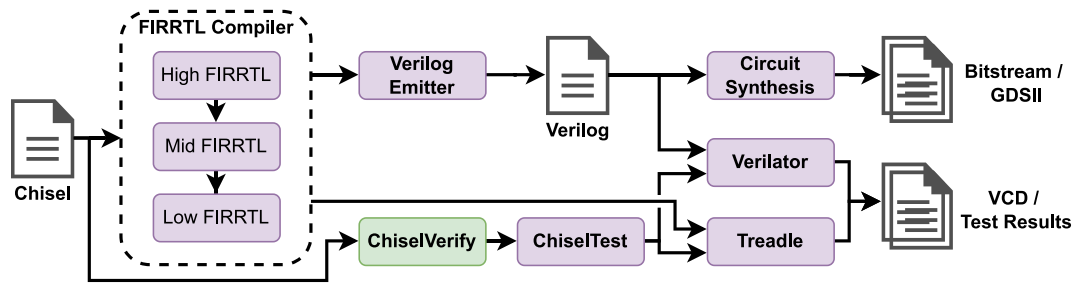 FIRRTL Compiler
High FIRRTL
Mid FIRRTL
Low FIRRTL
Chisel
Verilog
Emitter
Verilog
Circuit
Synthesis
Bitstream /
GDSII
Verilator
ChiselVerify
ChiselTest
Treadle
VCD /
Test Results